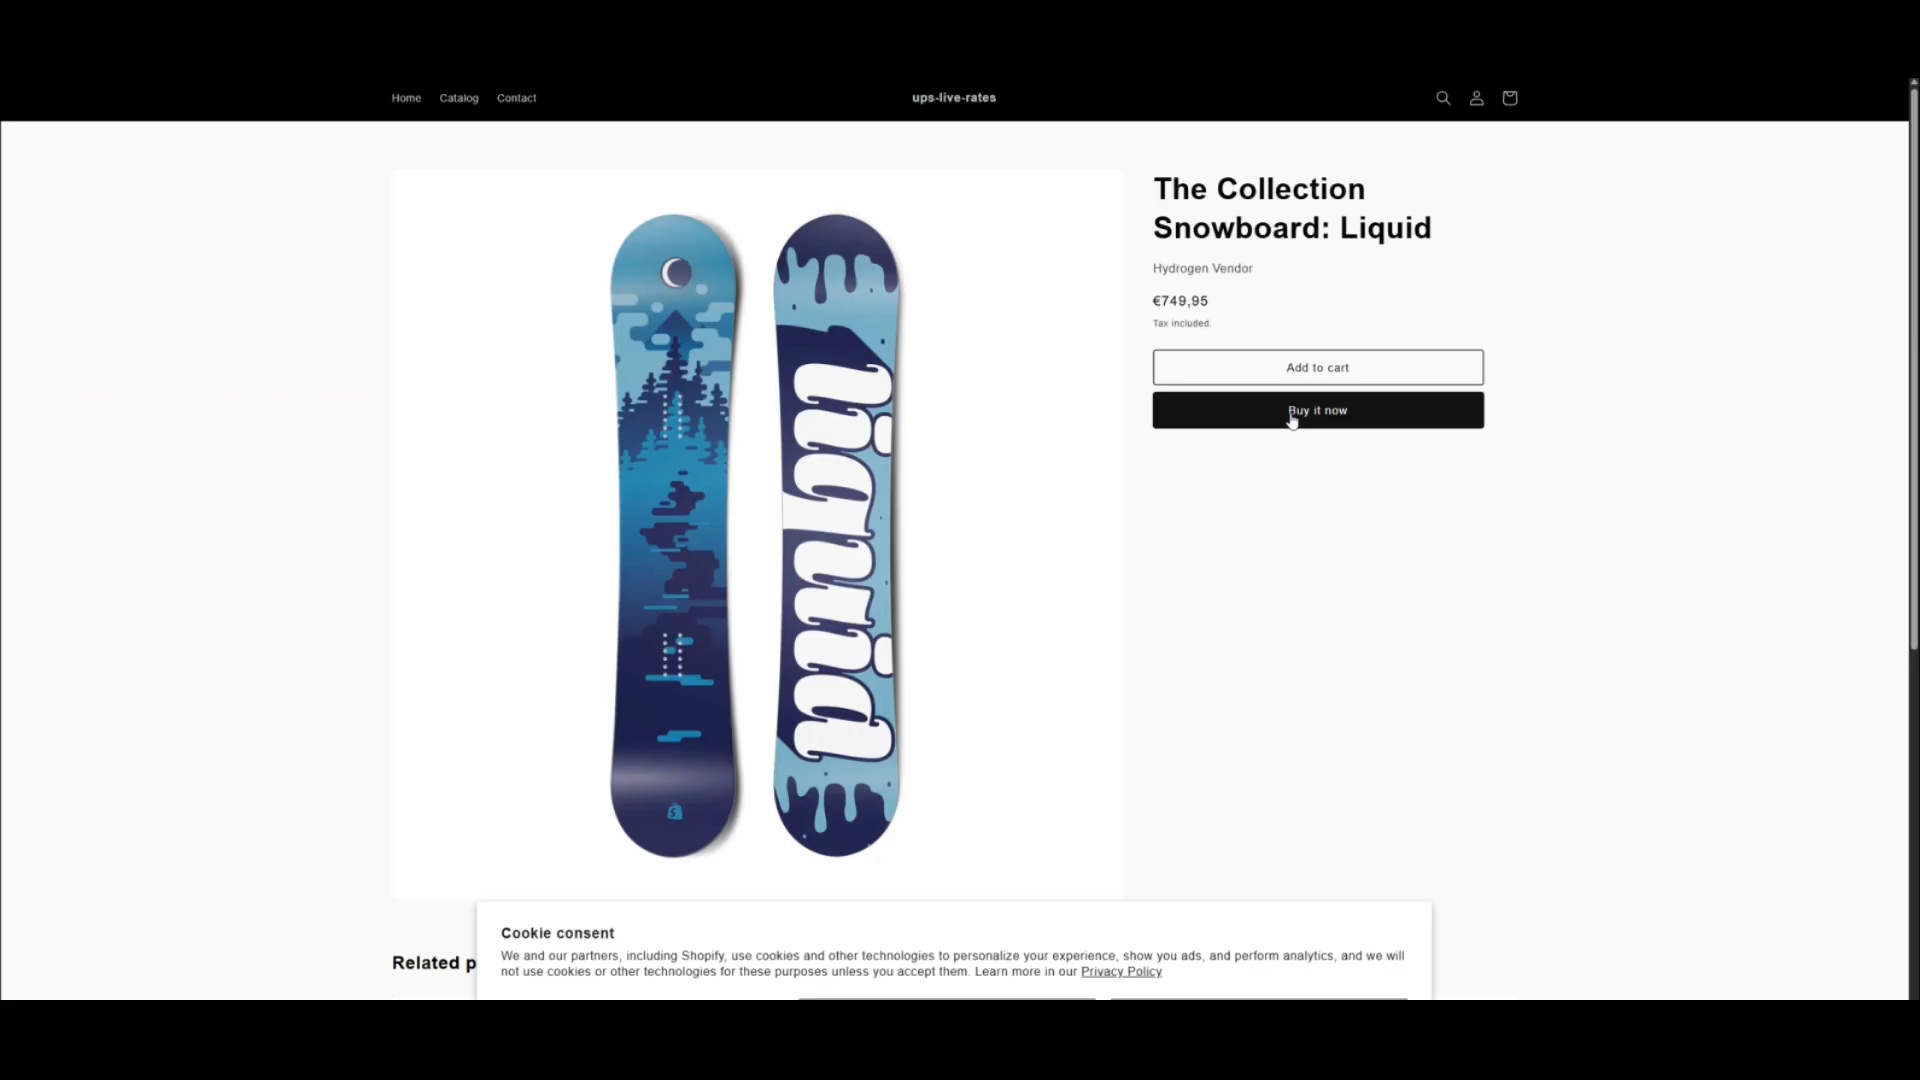 Home Catalog Contact
ups-live-rates
liquid
The Collection
Snowboard: Liquid
Hydrogen Vendor
€749,95
Tax included.
Add to cart
Buy it now
Related p
Cookie consent
We and our partners, including Shopify, use cookies and other technologies to personalize your experience, show you ads, and perform analytics, and we will
not use cookies or other technologies for these purposes unless you accept them. Learn more in our Privacy Policy